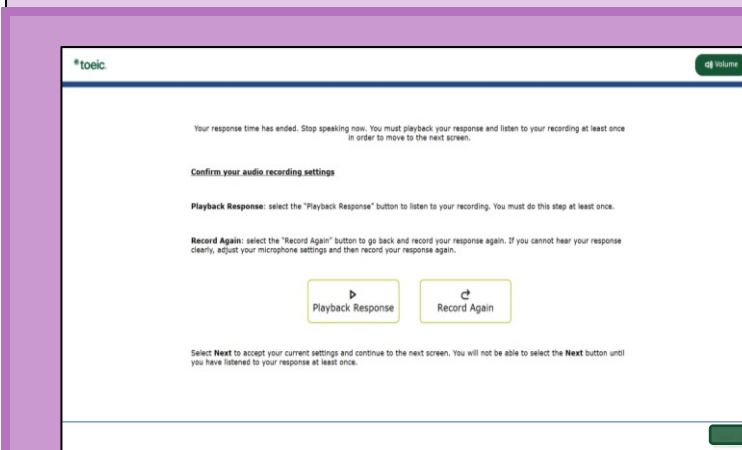 toeic.
Volume
Your response time has ended. Stop speaking now. You must playback your response and listen to your recording at least once
in order to move to the next screen.
Confirm your audio recording settings
Playback Response: select the "Playback Response" button to listen to your recording. You must do this step at least once.
Record Again: select the "Record Again" button to go back and record your response again. If you cannot hear your response
clearly, adjust your microphone settings and then record your response again.
Playback Response
Record Again
Select Next to accept your current settings and continue to the next screen. You will not be able to select the Next button until
you have listened to your response at least once.